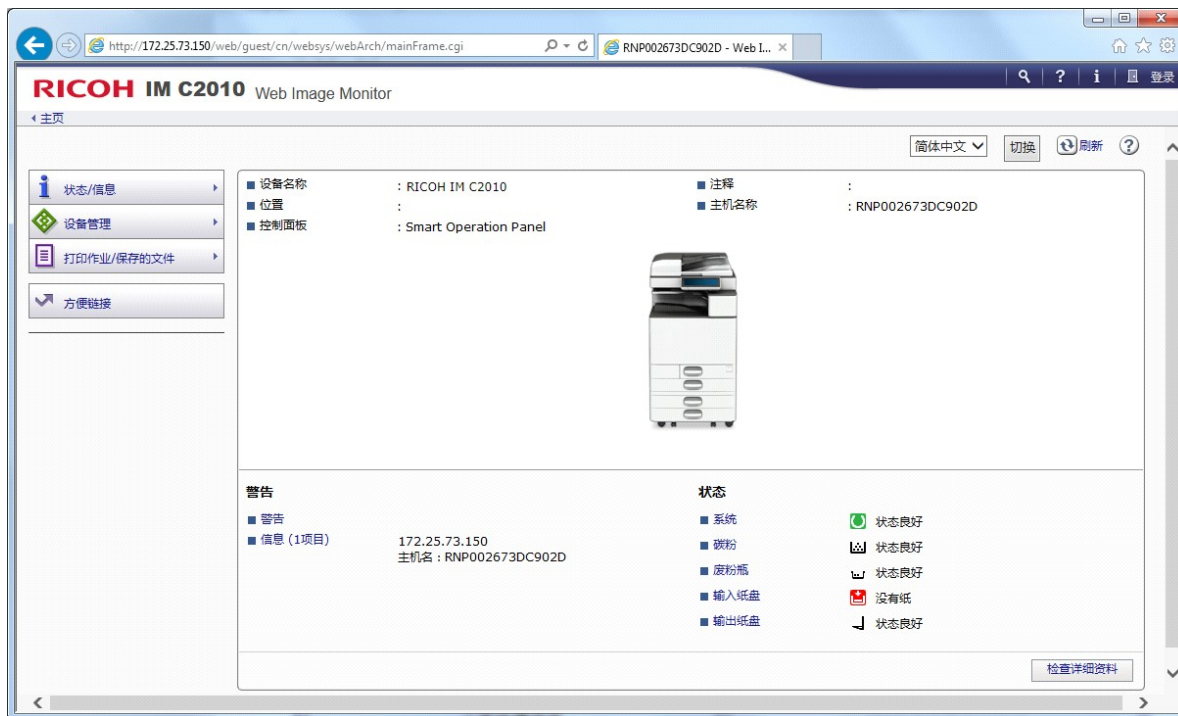 http://172.25.73.150/web/guest/cn/websys/webArch/mainFrame.cgi
RNP002673DC902D - Web I...
RICOH IM C2010 Web Image Monitor
登录
主页
简体中文 切换 刷新
状态/信息
设备管理
打印作业/保存的文件
方便链接
设备名称 : RICOH IM C2010 注释 :
位置 : 主机名称 : RNP002673DC902D
控制面板 : Smart Operation Panel
警告 状态
警告 系统 状态良好
信息 (1项目) 172.25.73.150 碳粉 状态良好
主机名 : RNP002673DC902D
废粉瓶 状态良好
输入纸盘 没有纸
输出纸盘 状态良好
检查详细资料